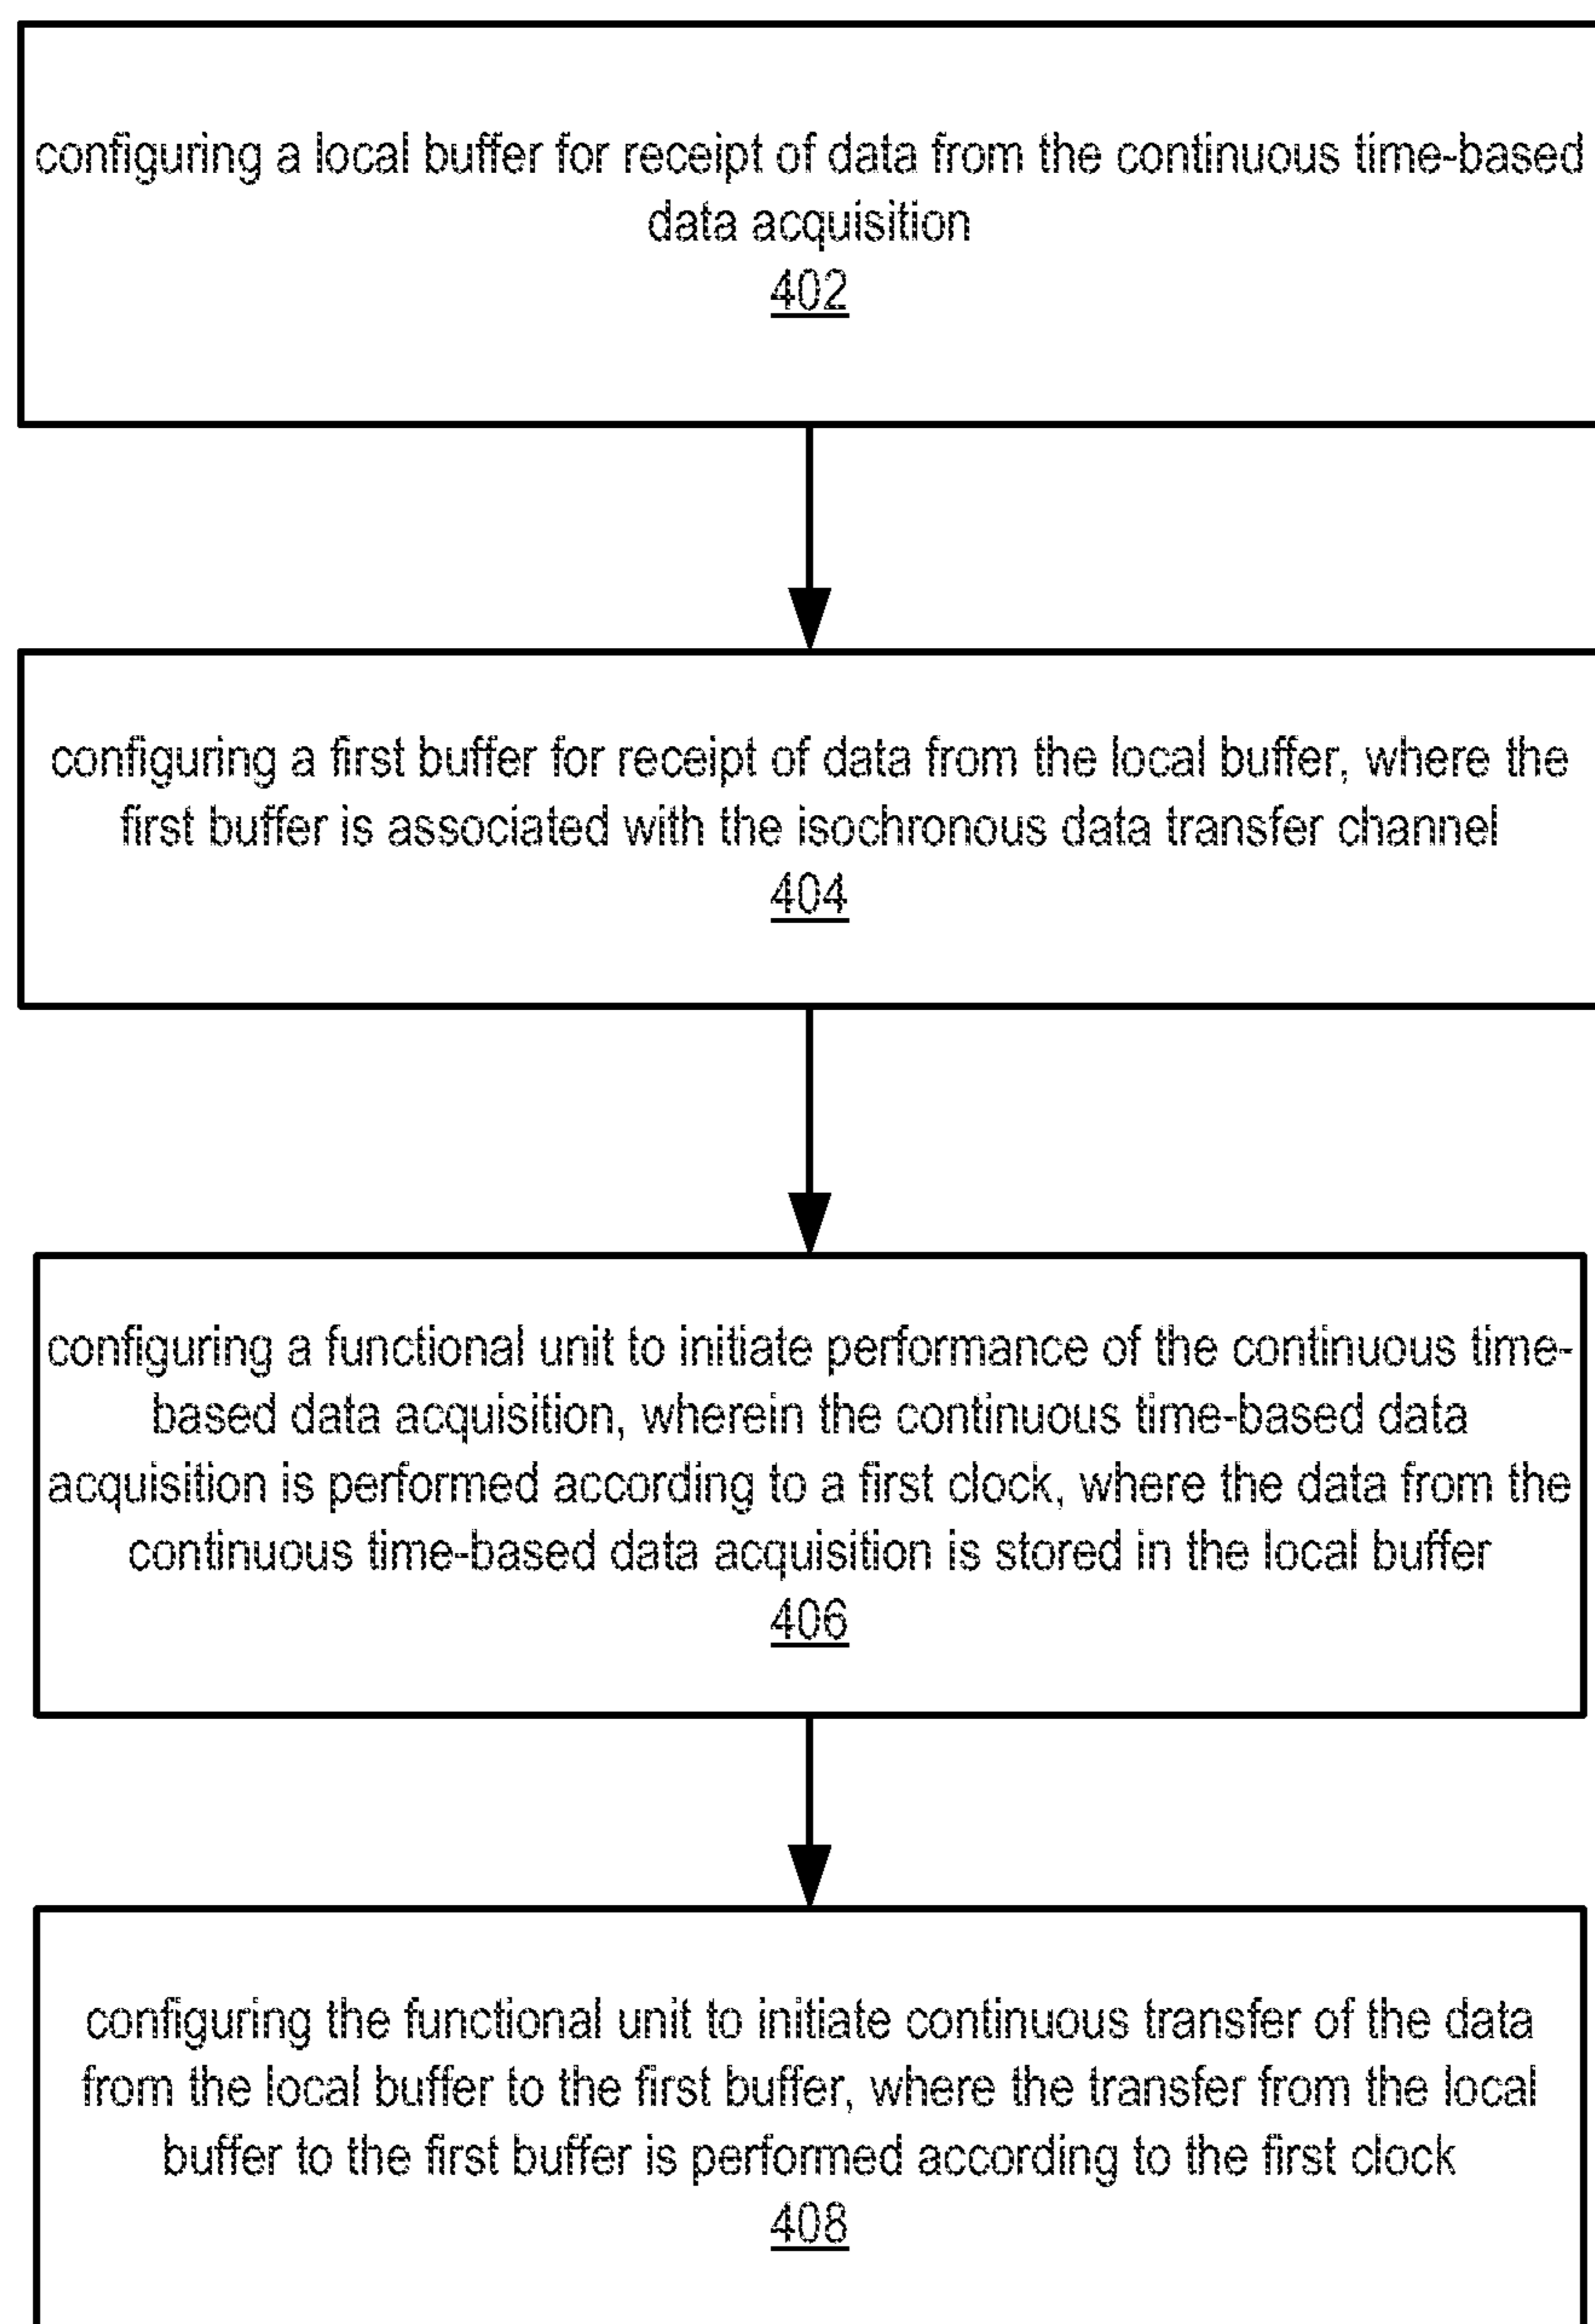 configuring a local buffer for receipt of data from the continuous time-based
data acquisition
402
configuring a first buffer for receipt of data from the local buffer, where the
first buffer is associated with the isochronous data transfer channel
404
configuring a functional unit to initiate performance of the continuous time-
based data acquisition, wherein the continuous time-based data
acquisition is performed according to a first clock, where the data from the
continuous time-based data acquisition is stored in the local buffer
406
configuring the functional unit to initiate continuous transfer of the data
from the local buffer to the first buffer, where the transfer from the local
buffer to the first buffer is performed according to the first clock
408